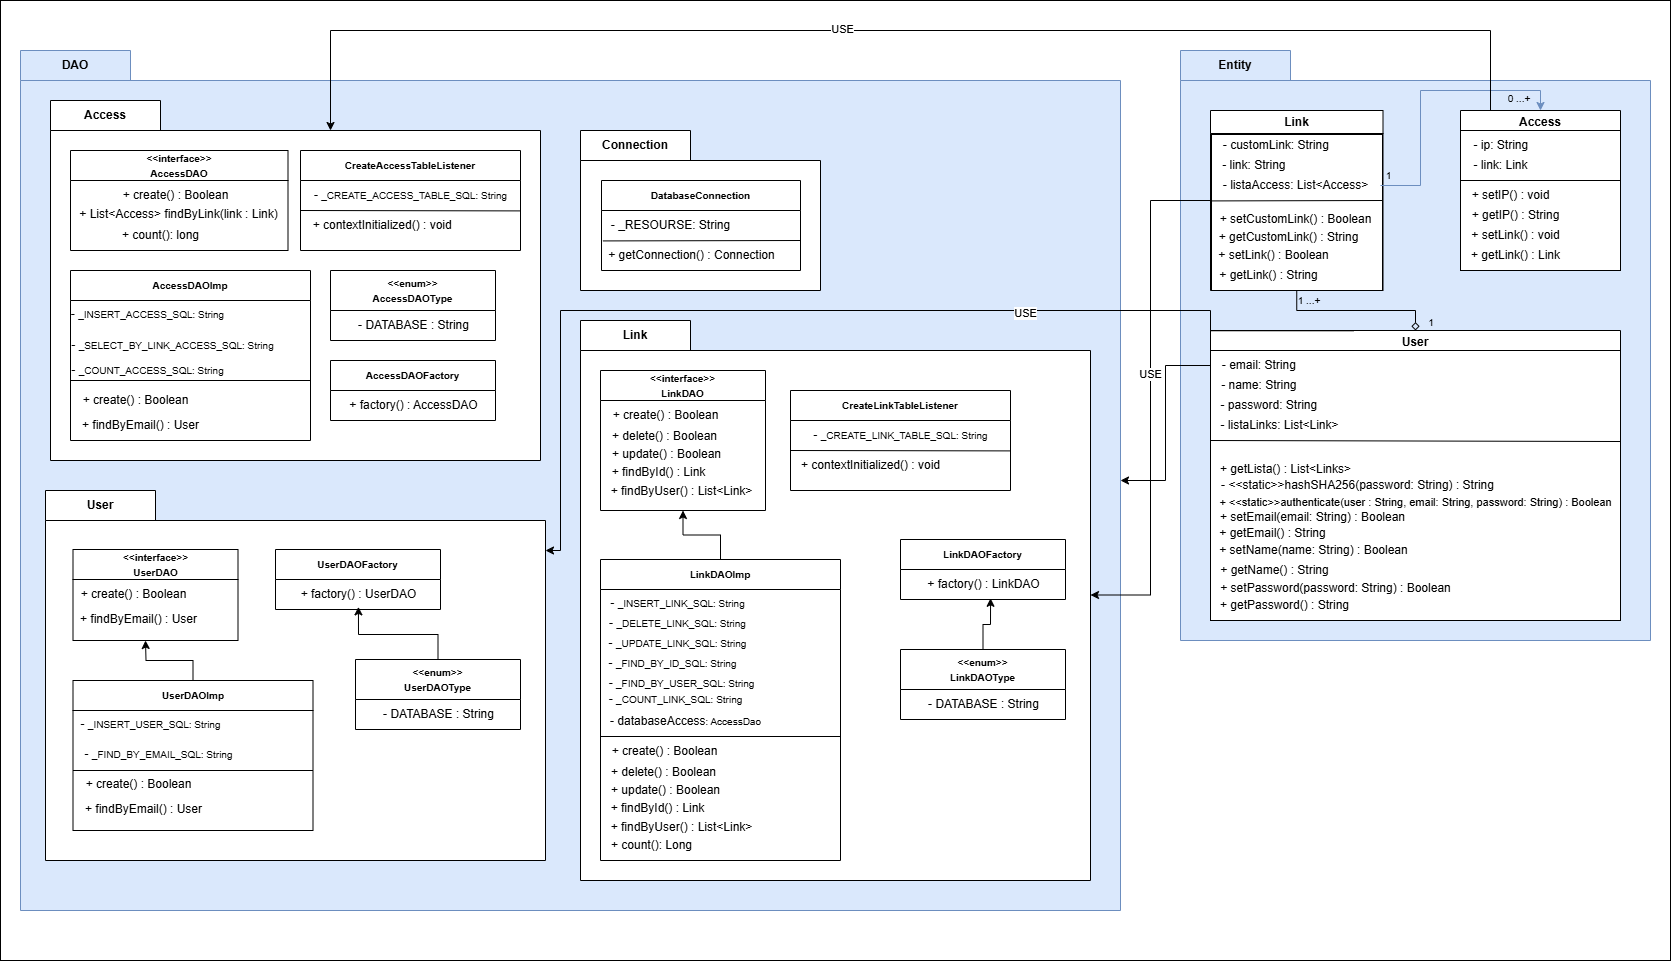 USE
DAO
Entity
Access
<<interface>>
AccessDAO
+ create() : Boolean
+ List<Access> findByLink(link : Link)
+ count(): long
CreateAccessTableListener
- _CREATE_ACCESS_TABLE_SQL: String
+ contextInitialized() : void
AccessDAOImp
- _INSERT_ACCESS_SQL: String
- _SELECT_BY_LINK_ACCESS_SQL: String
- _COUNT_ACCESS_SQL: String
+ create() : Boolean
+ findByEmail() : User
<<enum>>
AccessDAOType
- DATABASE : String
AccessDAOFactory
+ factory() : AccessDAO
Connection
DatabaseConnection
- _RESOURSE: String
+ getConnection() : Connection
USE
Link
<<interface>>
LinkDAO
+ create() : Boolean
+ delete() : Boolean
+ update() : Boolean
+ findById() : Link
+ findByUser() : List<Link>
CreateLinkTableListener
- _CREATE_LINK_TABLE_SQL: String
+ contextInitialized() : void
LinkDAOImp
- _INSERT_LINK_SQL: String
- _DELETE_LINK_SQL: String
- _UPDATE_LINK_SQL: String
- _FIND_BY_ID_SQL: String
- _FIND_BY_USER_SQL: String
- _COUNT_LINK_SQL: String
- databaseAccess: AccessDao
+ create() : Boolean
+ delete() : Boolean
+ update() : Boolean
+ findById() : Link
+ findByUser() : List<Link>
+ count(): Long
LinkDAOFactory
+ factory() : LinkDAO
<<enum>>
LinkDAOType
- DATABASE : String
User
<<interface>>
UserDAO
+ create() : Boolean
+ findByEmail() : User
UserDAOFactory
+ factory() : UserDAO
<<enum>>
UserDAOType
- DATABASE : String
UserDAOImp
- _INSERT_USER_SQL: String
- _FIND_BY_EMAIL_SQL: String
+ create() : Boolean
+ findByEmail() : User
USE
Link
- customLink: String
- link: String
- listaAccess: List<Access>
+ setCustomLink() : Boolean
+ getCustomLink() : String
+ setLink() : Boolean
+ getLink() : String
1
0 ...+
Access
- ip: String
- link: Link
+ setIP() : void
+ getIP() : String
+ setLink() : void
+ getLink() : Link
1 ...+
1
User
- email: String
- name: String
- password: String
- listaLinks: List<Link>
+ getLista() : List<Links>
- <<static>>hashSHA256(password: String) : String
+ <<static>>authenticate(user : String, email: String, password: String) : Boolean
+ setEmail(email: String) : Boolean
+ getEmail() : String
+ setName(name: String) : Boolean
+ getName() : String
+ setPassword(password: String) : Boolean
+ getPassword() : String